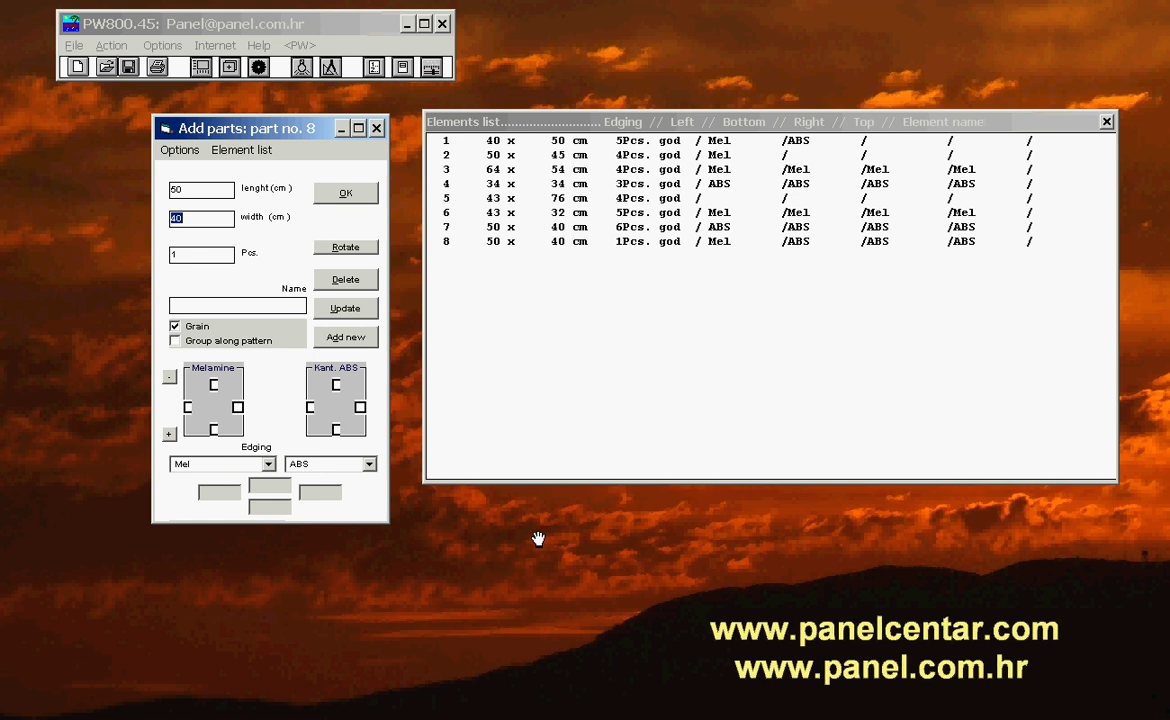 PW800.45: Panel@panel.com.hr
File Action Options Internet Help <PW>
Add parts: part no. 8
Options Element list
50 lenght (cm )
OK
40 width (cm )
1 Pcs.
Rotate
Delete
Name
Update
Grain
Group along pattern
Add new
Melamine Kant. ABS
-
+
Edging
Mel ABS
Elements list........................ Edging // Left // Bottom // Right // Top // Element name
1 40 x 50 cm 5Pcs. god / Mel /ABS / / /
2 50 x 45 cm 4Pcs. god / Mel / / / /
3 64 x 54 cm 4Pcs. god / Mel /Mel /Mel /Mel /
4 34 x 34 cm 3Pcs. god / ABS /ABS /ABS /ABS /
5 43 x 76 cm 4Pcs. god / / / / /
6 43 x 32 cm 5Pcs. god / Mel /Mel /Mel /Mel /
7 50 x 40 cm 6Pcs. god / ABS /ABS /ABS /ABS /
8 50 x 40 cm 1Pcs. god / Mel /ABS /ABS /ABS /
www.panelcentar.com
www.panel.com.hr